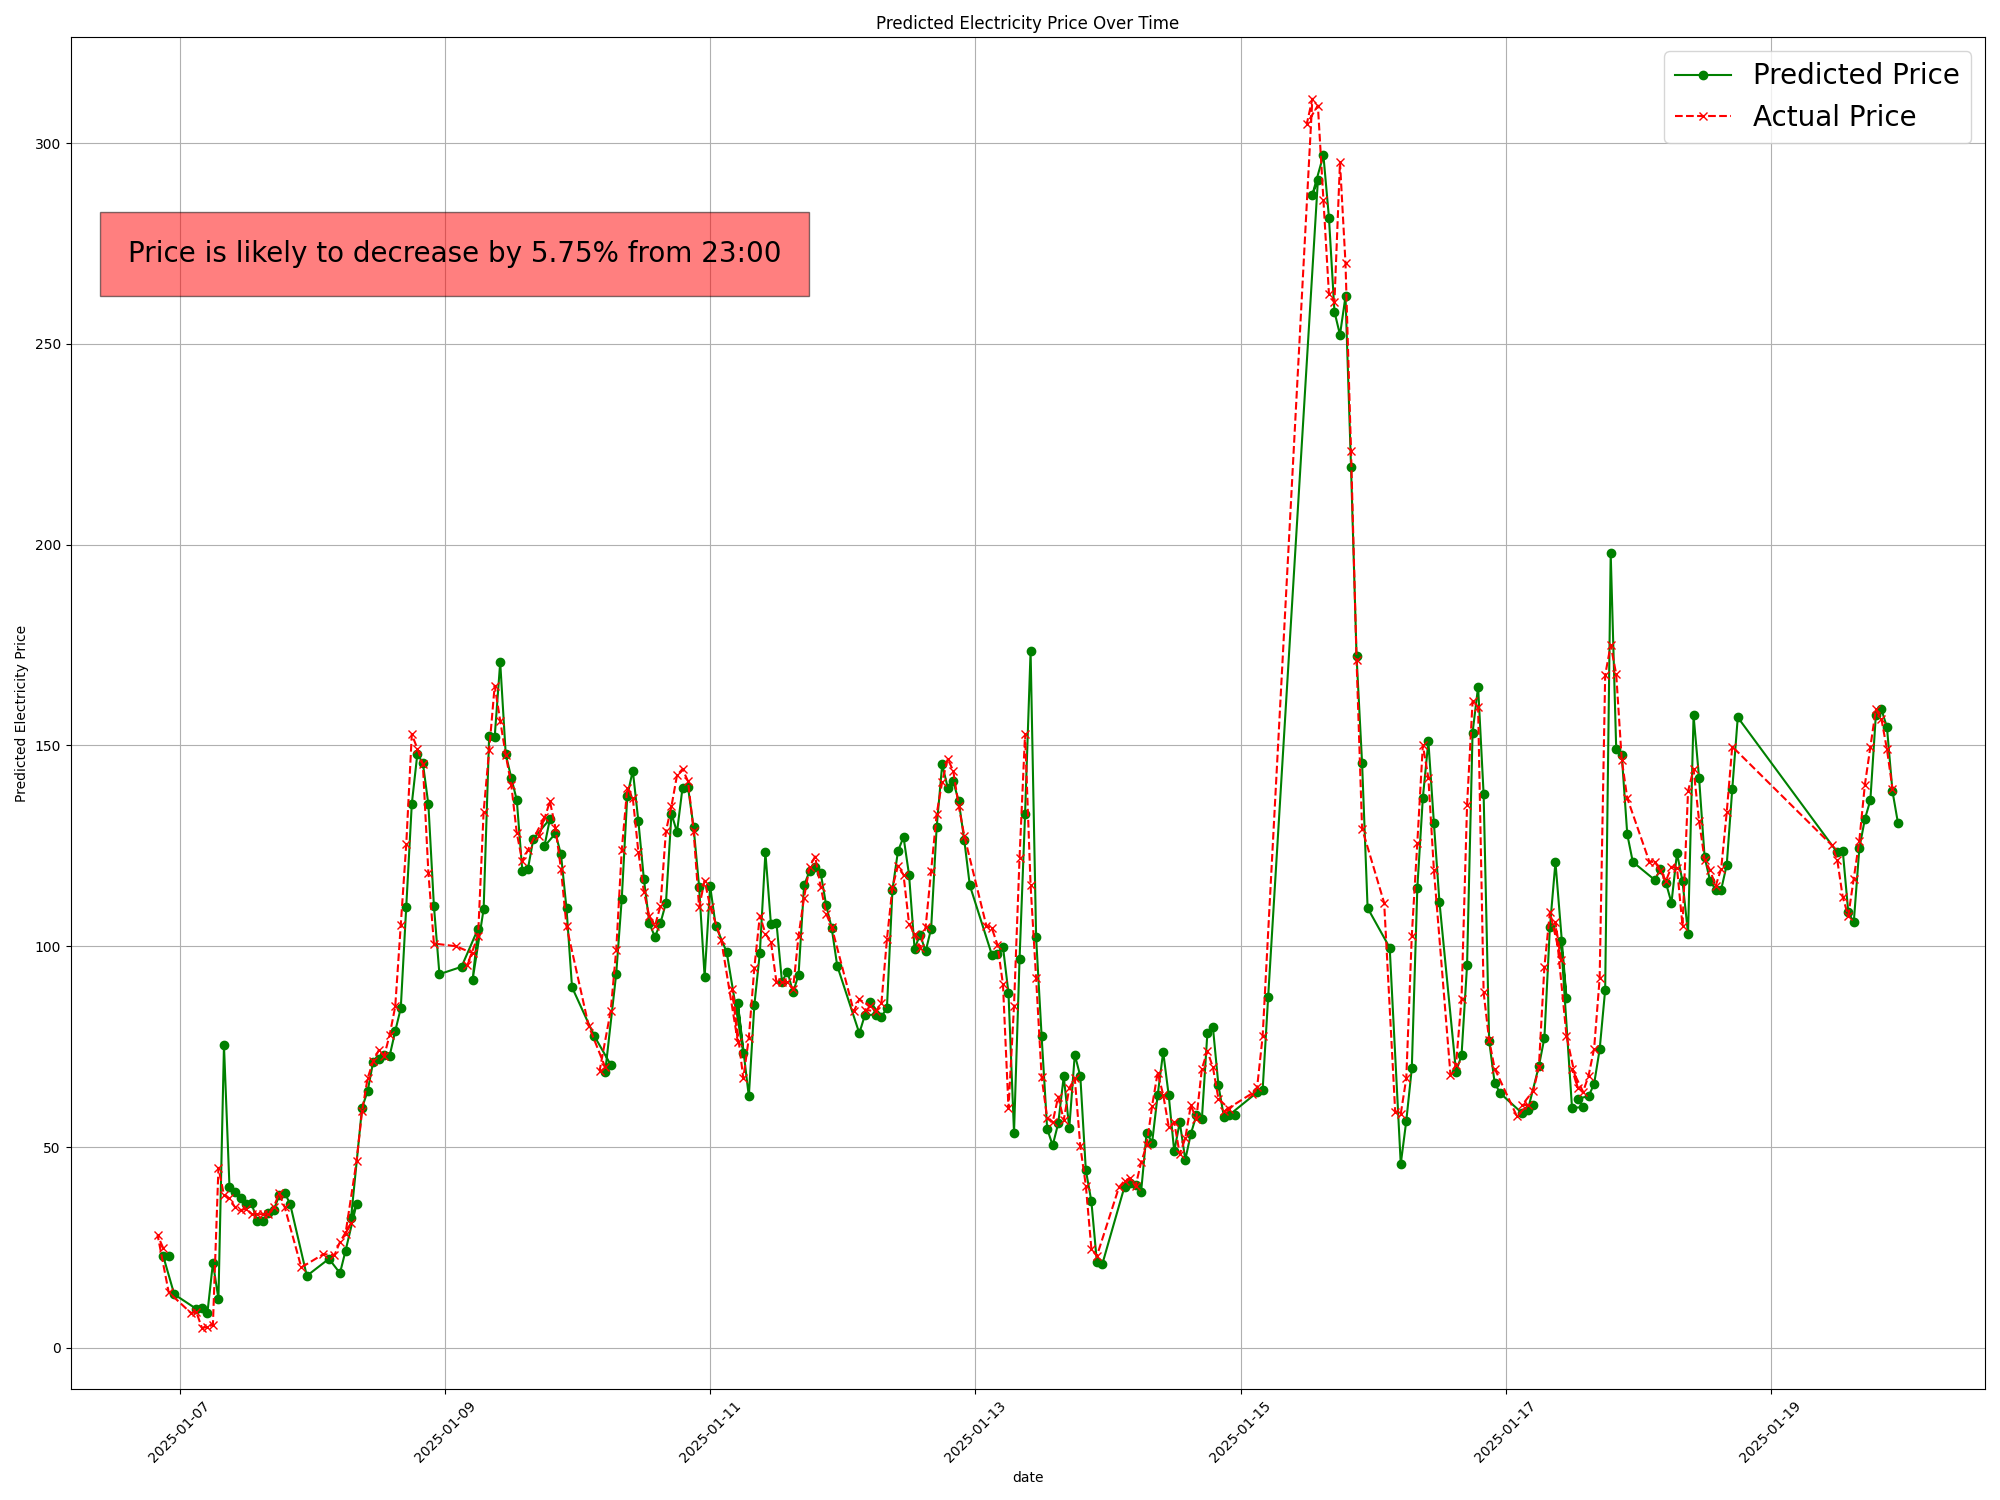 Predicted Electricity Price Over Time
Predicted Price
Actual Price
Price is likely to decrease by 5.75% from 23:00
Predicted Electricity Price
300
250
200
150
100
50
0
2025-01-07
2025-01-09
2025-01-11
2025-01-13
2025-01-15
2025-01-17
2025-01-19
date